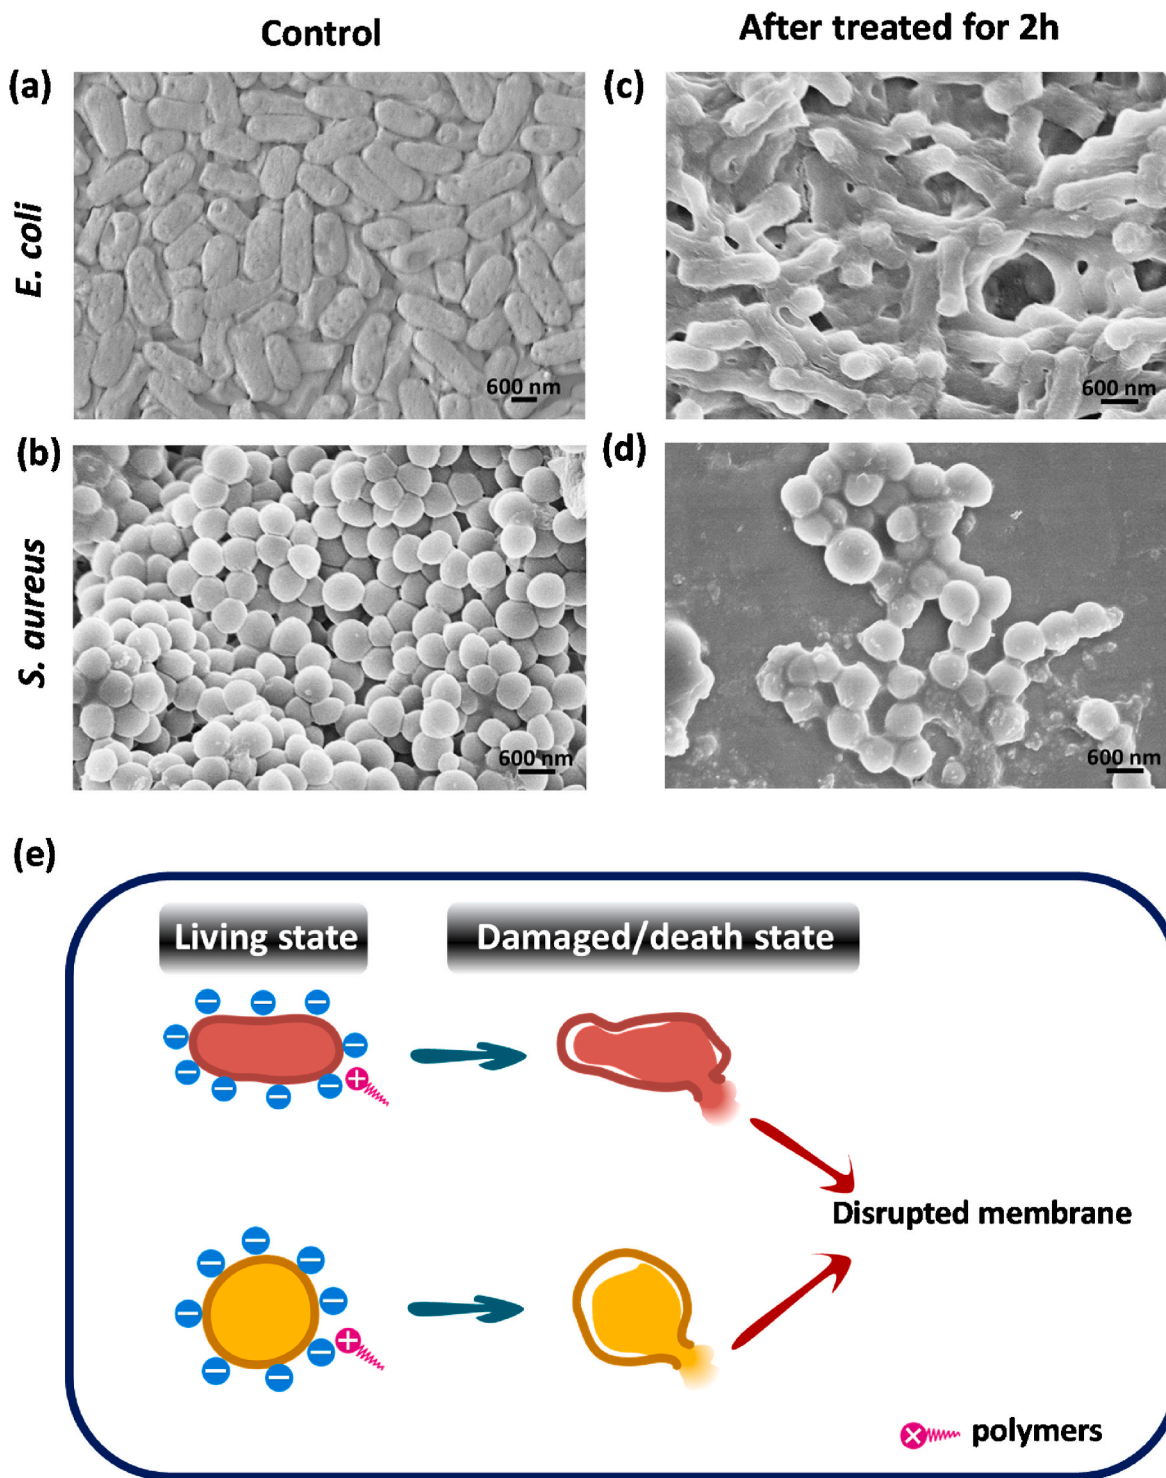 Control
After treated for 2h
(a)
(c)
E. coli
600 nm
600 nm
(b)
(d)
S. aureus
600 nm
600 nm
(e)
Living state
Damaged/death state
Disrupted membrane
polymers